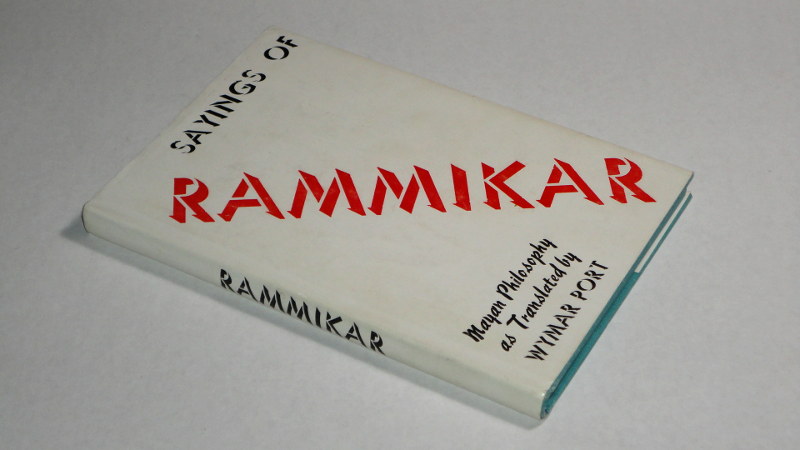 SAYINGS OF
RAMMIKAR
Mayan Philosophy
as Translated by
WYMAR PORT
RAMMIKAR